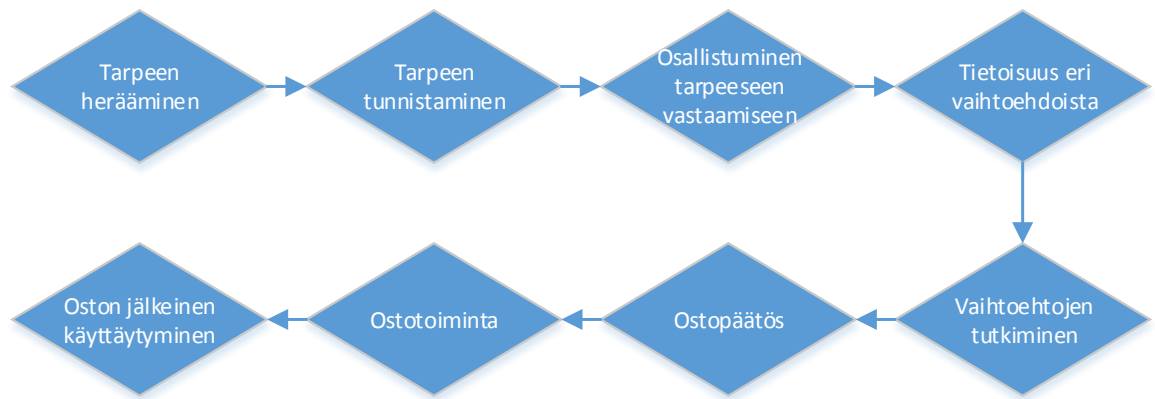 Tarpeen
herääminen
Tarpeen
tunnistaminen
Osallistuminen
tarpeeseen
vastaamiseen
Tietoisuus eri
vaihtoehdoista
Vaihtoehtojen
tutkiminen
Ostopäätös
Ostotoiminta
Oston jälkeinen
käyttäytyminen